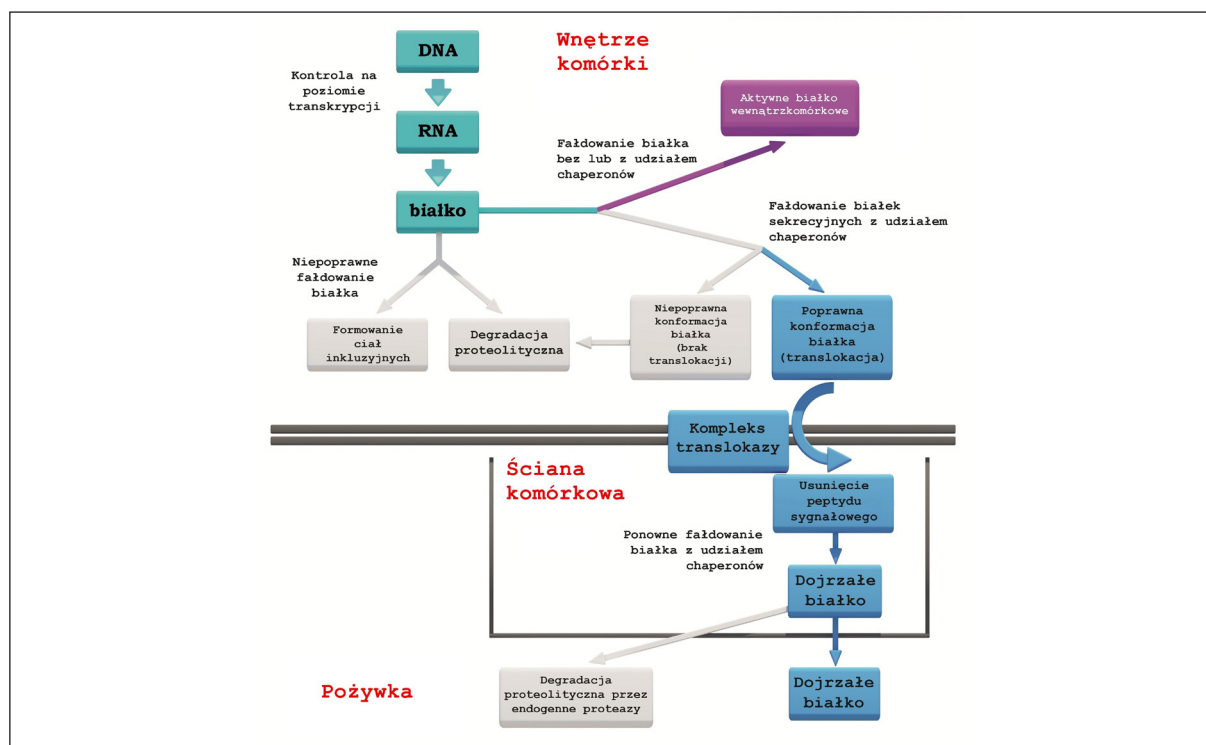 Wnętrze
komórki
DNA
Kontrola na
poziomie
transkrypcji
RNA
białko
Aktywne białko
wewnątrzkomórkowe
Fałdowanie białka
bez lub z udziałem
chaperonów
Fałdowanie białek
sekrecyjnych z udziałem
chaperonów
Niepoprawne
fałdowanie
białka
Formowanie
ciał
inkluzyjnych
Degradacja
proteolityczna
Niepoprawna
konformacja
białka
(brak
translokacji)
Poprawna
konformacja
białka
(translokacja)
Kompleks
translokazy
Ściana
komórkowa
Usunięcie
peptydu
sygnałowego
Ponowne fałdowanie
białka z udziałem
chaperonów
Dojrzałe
białko
Pożywka
Degradacja
proteolityczna przez
endogenne proteazy
Dojrzałe
białko